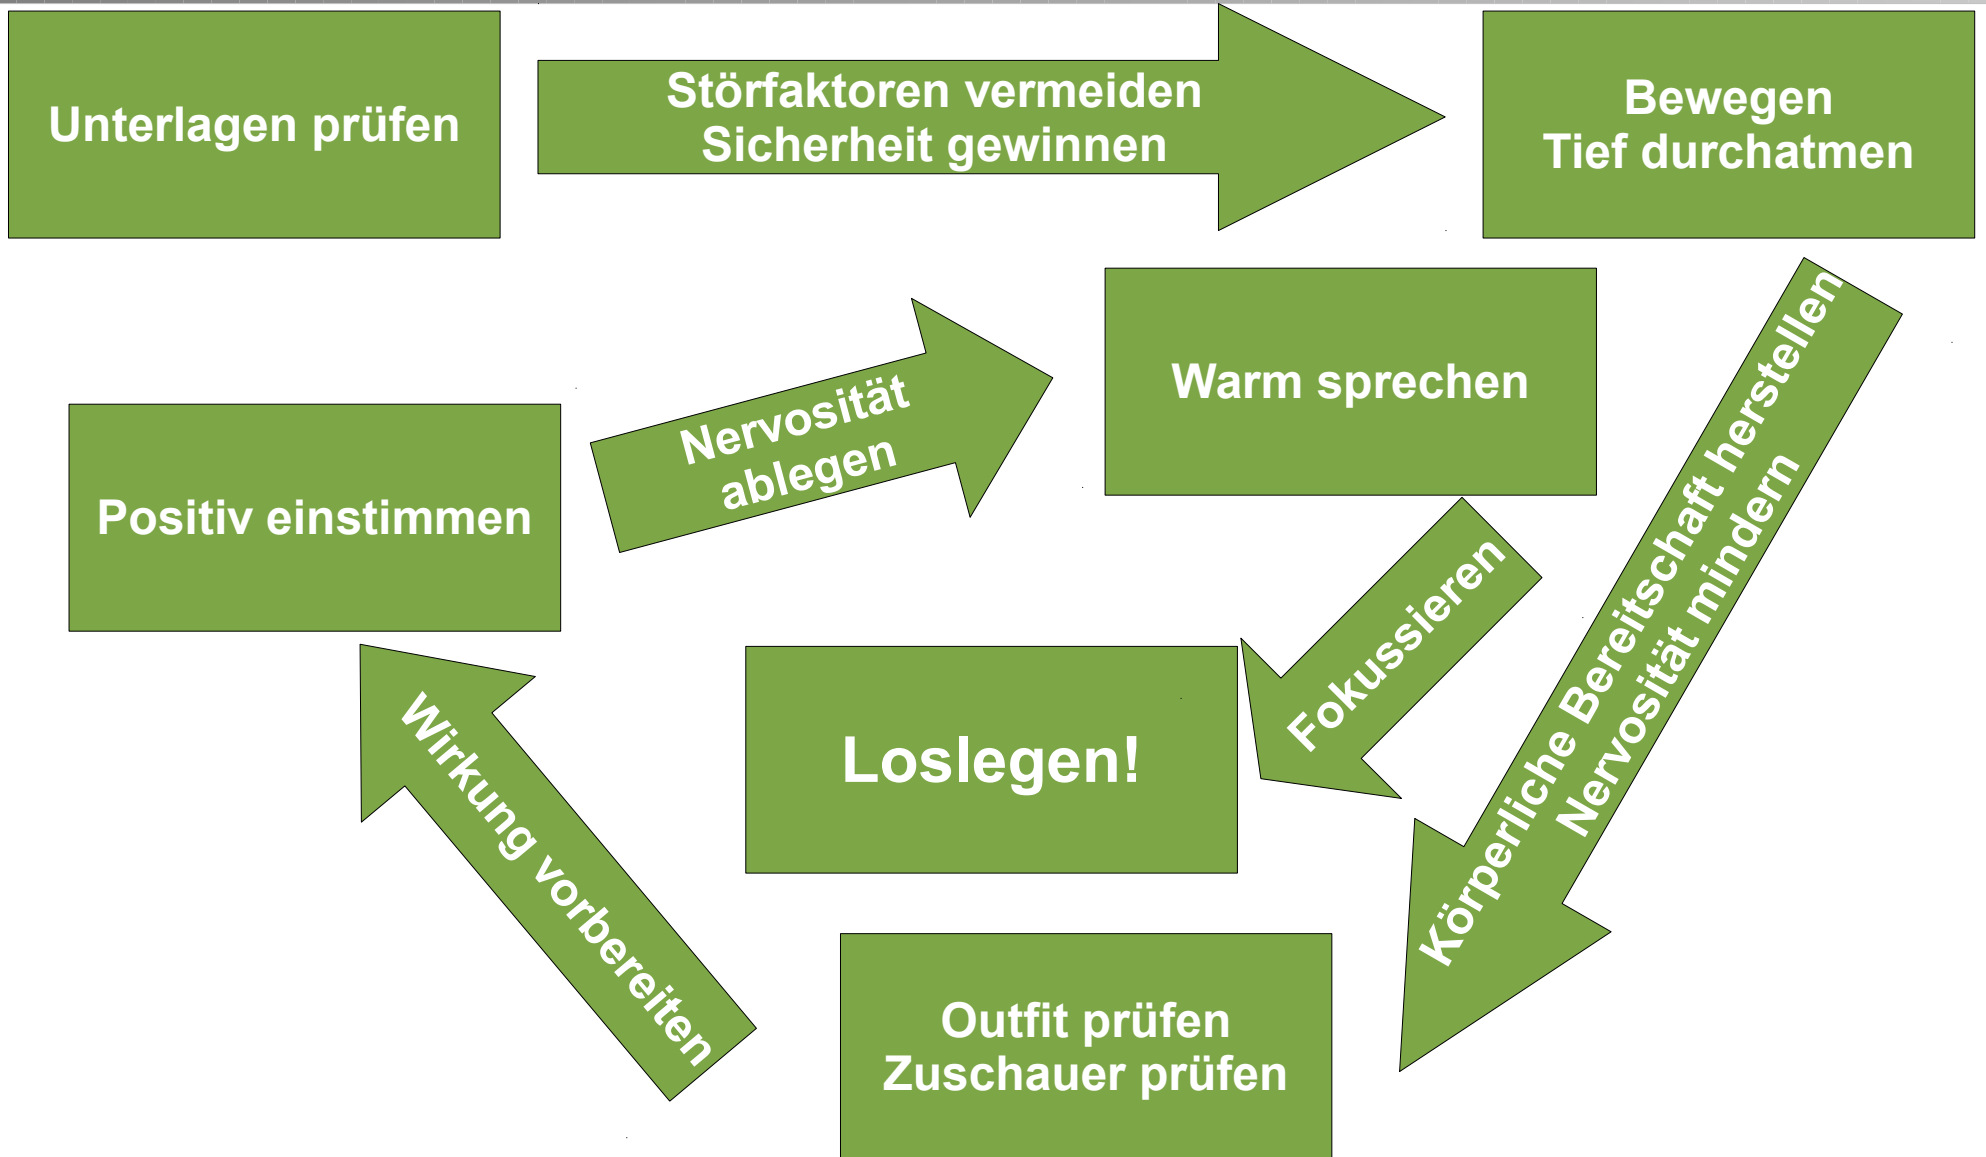 Unterlagen prüfen
Störfaktoren vermeiden
Sicherheit gewinnen
Bewegen
Tief durchatmen
Körperliche Bereitschaft herstellen
Nervosität mindern
Outfit prüfen
Zuschauer prüfen
Wirkung vorbereiten
Positiv einstimmen
Nervosität
ablegen
Warm sprechen
Fokussieren
Loslegen!